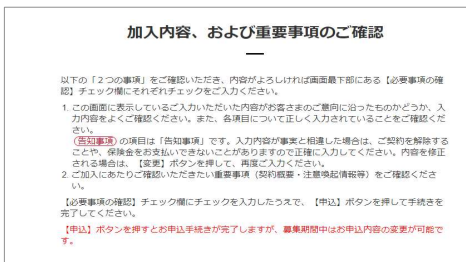 加入内容、および重要事項のご確認
以下の「２つの事項」をご確認いただき、内容がよろしければ画面最下部にある【必要事項の確
認】チェック欄にそれぞれチェックをご入力ください。
1. この画面に表示しているご入力いただいた内容がお客さまのご意向に沿ったものかどうか、入
力内容をよくご確認ください。また、各項目について正しく入力されていることをご確認くだ
さい。
(告知事項)の項目は「告知事項」です。入力内容が事実と相違した場合は、ご契約を解除する
ことや、保険金をお支払いできないことがありますので正確に入力してください。内容を修正
される場合は、【変更】ボタンを押して、再度ご入力ください。
2. ご加入にあたりご確認いただきたい重要事項（契約概要・注意喚起情報等）をご確認くださ
い。
【必要事項の確認】チェック欄にチェックを入力したうえで、【申込】ボタンを押して手続きを
完了してください。
【申込】ボタンを押すとお申込手続きが完了しますが、募集期間中はお申込内容の変更が可能で
す。